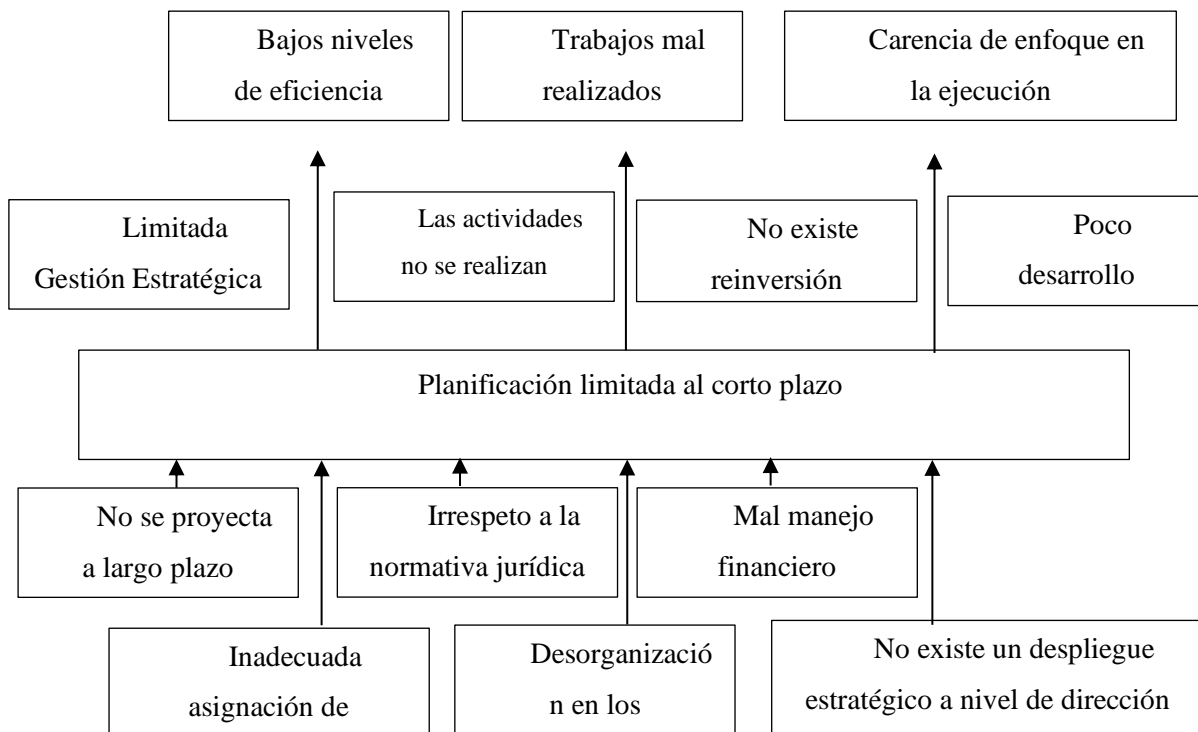 Bajos niveles
de eficiencia
Trabajos mal
realizados
Carencia de enfoque en
la ejecución
Limitada
Gestión Estratégica
Las actividades
no se realizan
No existe
reinversión
Poco
desarrollo
Planificación limitada al corto plazo
No se proyecta
a largo plazo
Irrespeto a la
normativa jurídica
Mal manejo
financiero
Inadecuada
asignación de
Desorganizació
n en los
No existe un despliegue
estratégico a nivel de dirección